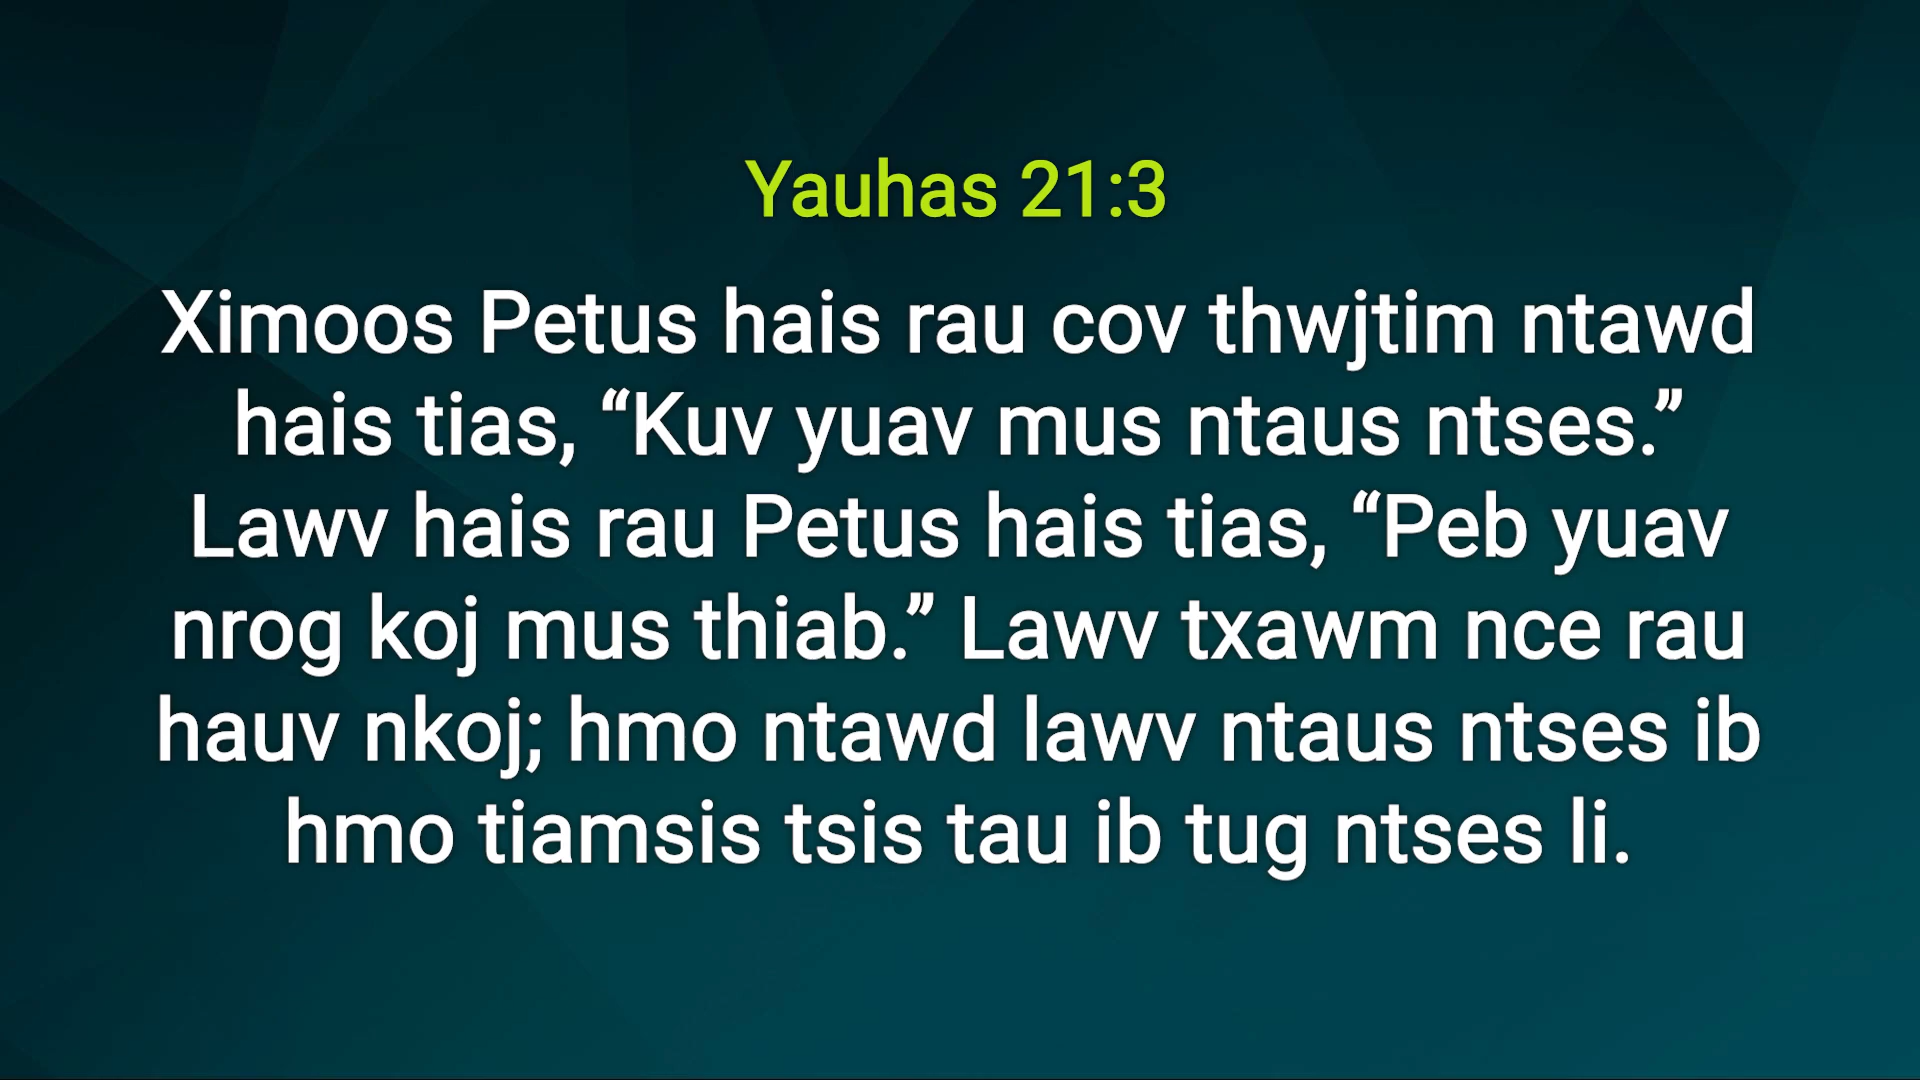 Yauhas 21:3
Ximoos Petus hais rau cov thwjtim ntawd
hais tias, “Kuv yuav mus ntaus ntses.”
Lawv hais rau Petus hais tias, “Peb yuav
nrog koj mus thiab.” Lawv txawm nce rau
hauv nkoj; hmo ntawd lawv ntaus ntses ib
hmo tiamsis tsis tau ib tug ntses li.